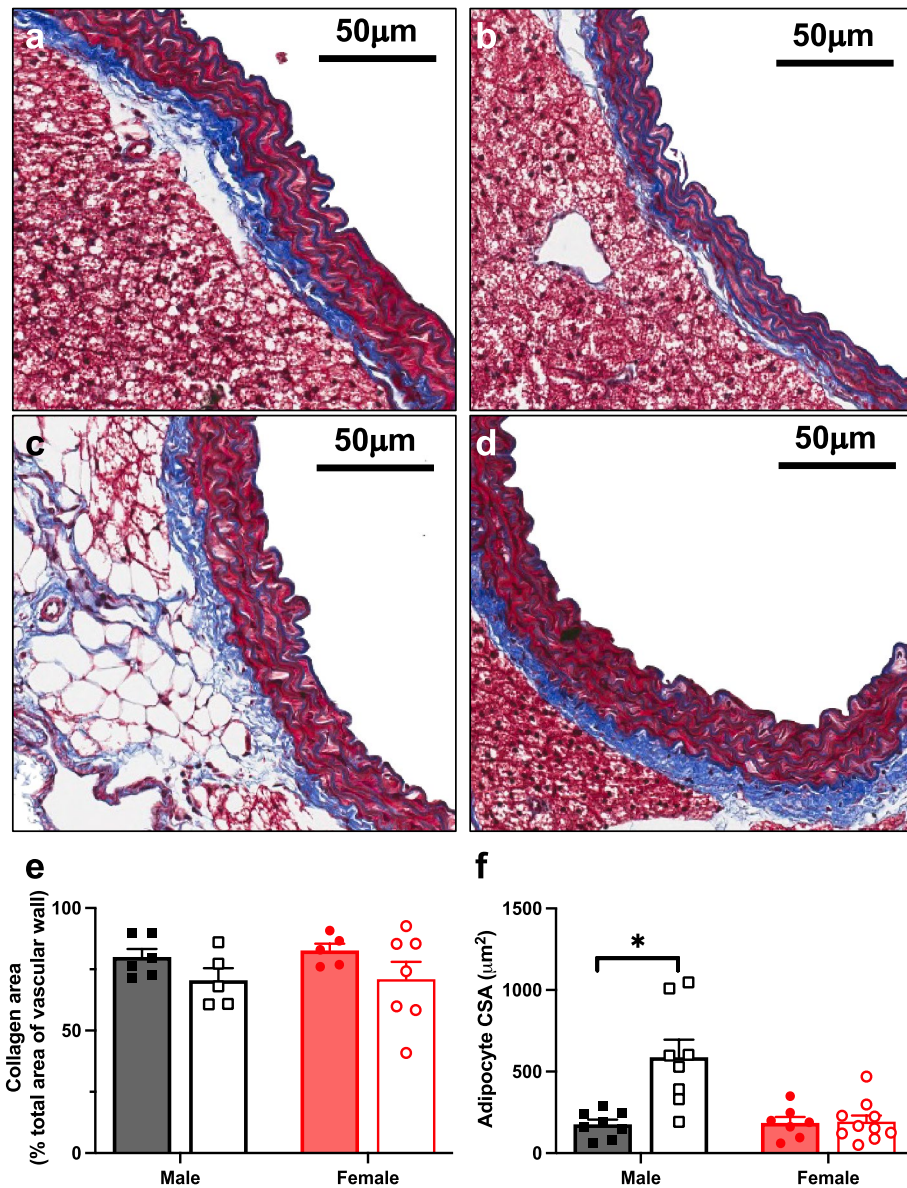 a
50μm
b
50μm
c
50μm
d
50μm
e
Collagen area
(% total area of vascular wall)
100
50
0
Male
Female
f
Adipocyte CSA (μm²)
1500
1000
500
0
*
Male
Female